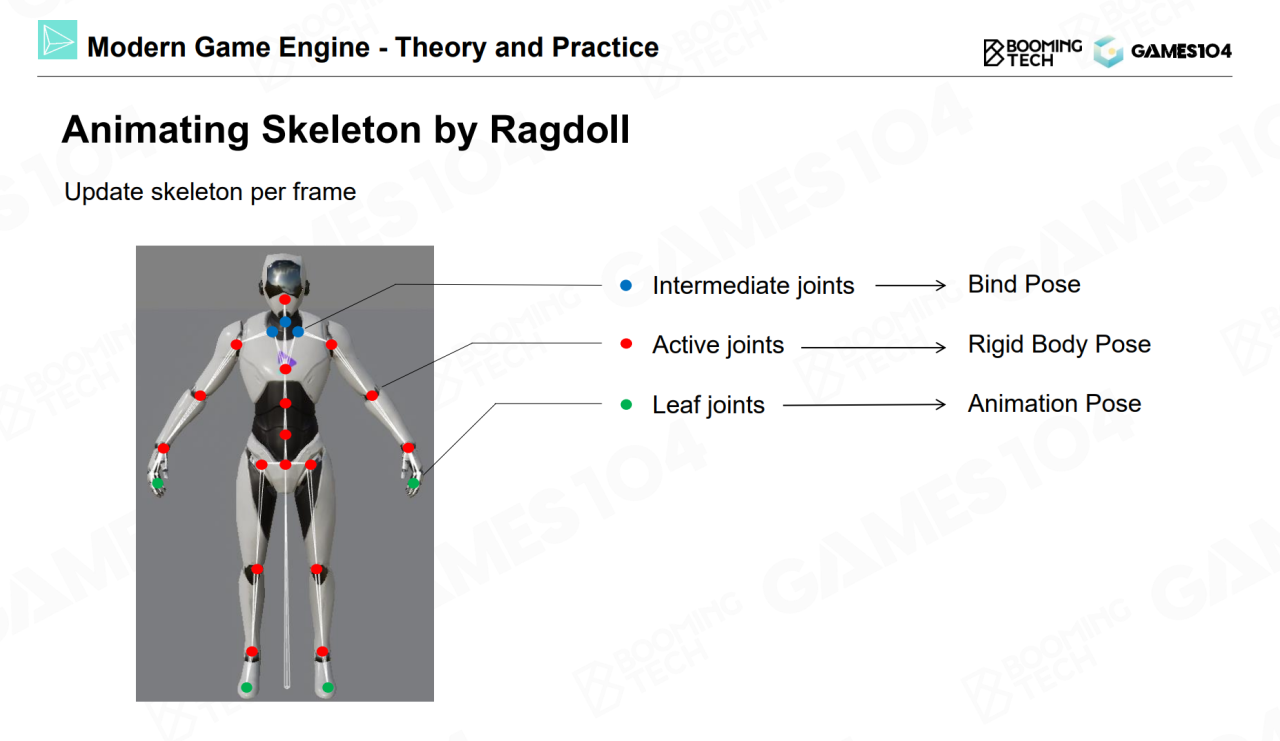 Modern Game Engine - Theory and Practice
BOOMING
TECH
GAMES104
Animating Skeleton by Ragdoll
Update skeleton per frame
Intermediate joints
Bind Pose
Active joints
Rigid Body Pose
Leaf joints
Animation Pose